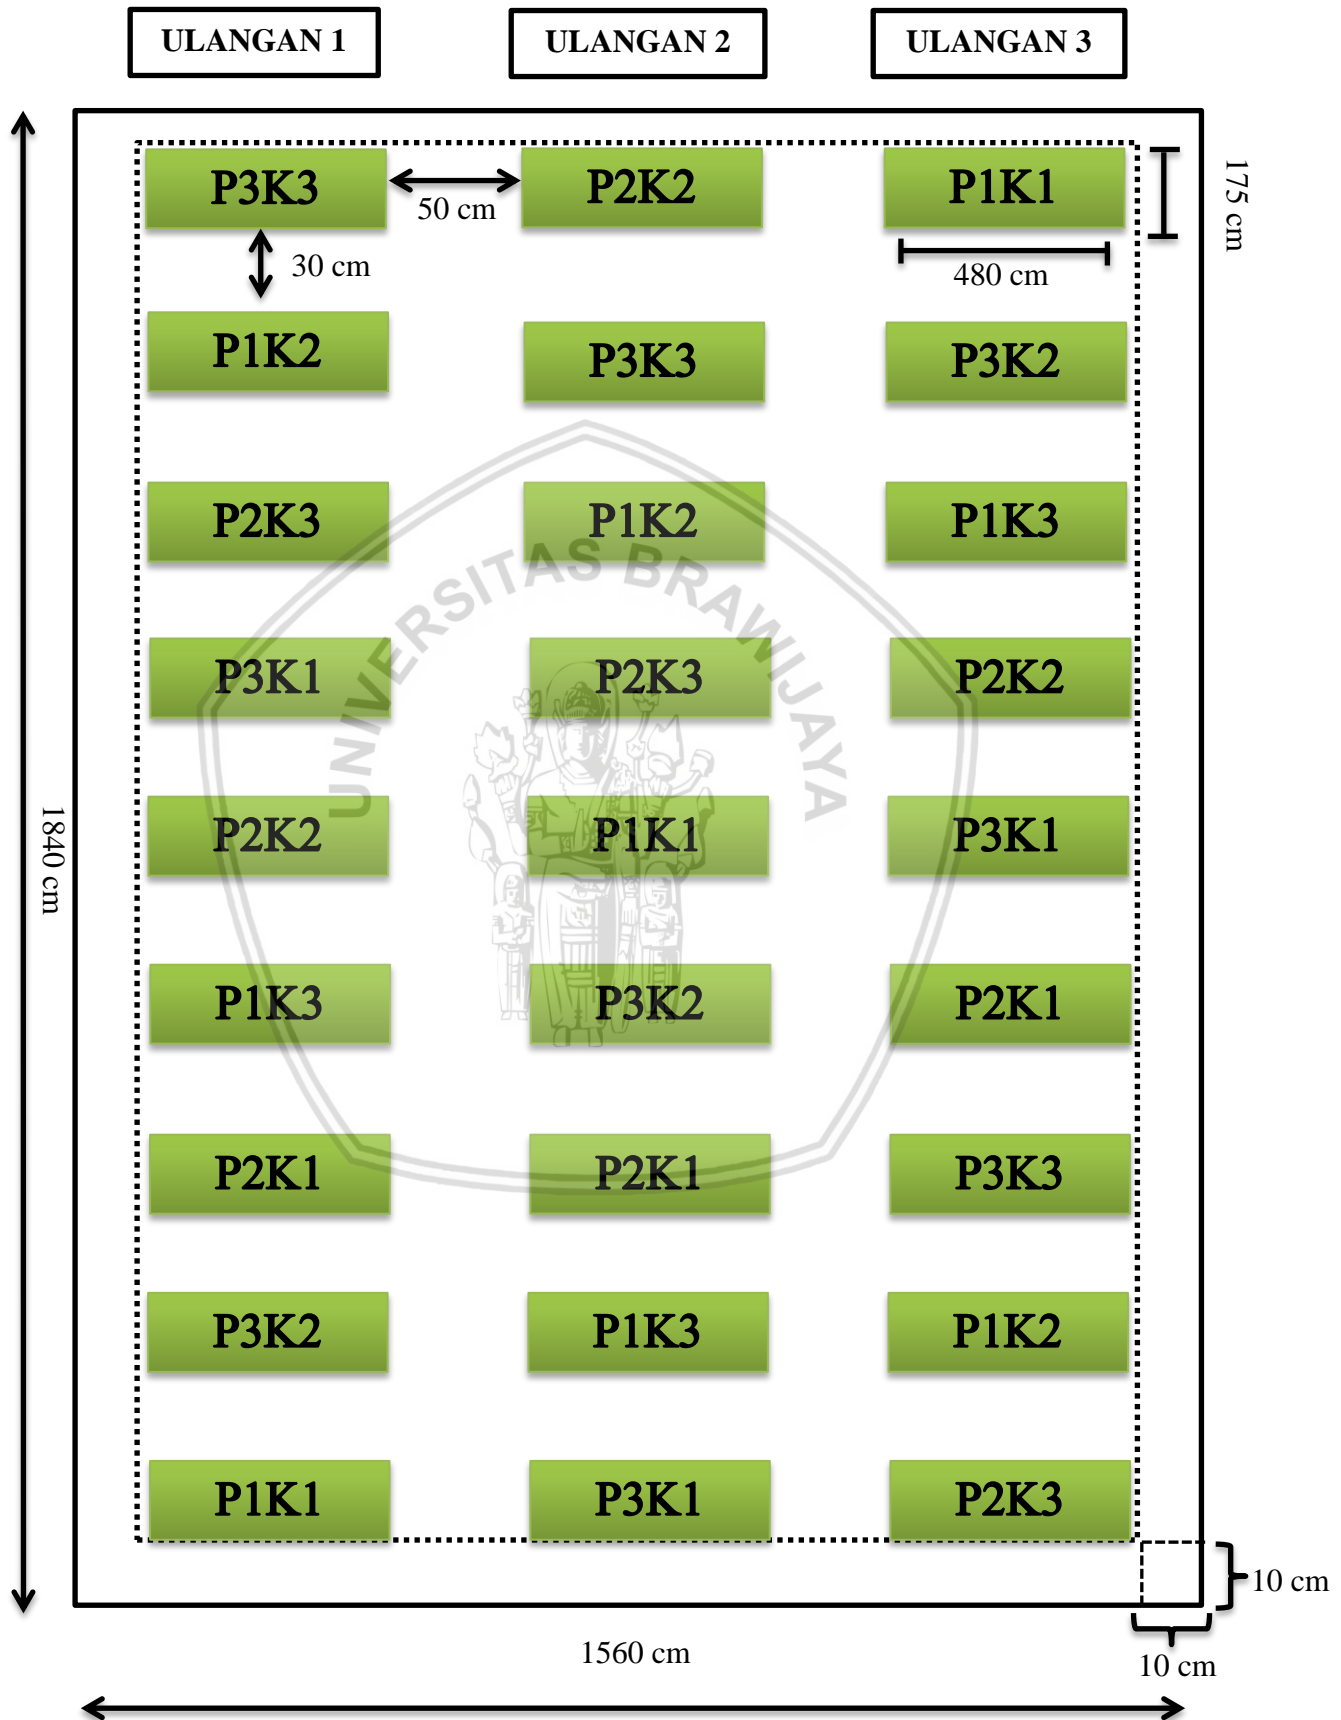 ULANGAN 1 ULANGAN 2 ULANGAN 3
P3K3 P2K2 P1K1
175 cm
50 cm
30 cm
480 cm
P1K2 P3K3 P3K2
P2K3 P1K2 P1K3
UNIVERSITAS BRAWIJAYA
P3K1 P2K3 P2K2
1840 cm
P2K2 P1K1 P3K1
P1K3 P3K2 P2K1
P2K1 P2K1 P3K3
P3K2 P1K3 P1K2
P1K1 P3K1 P2K3
10 cm
1560 cm
10 cm